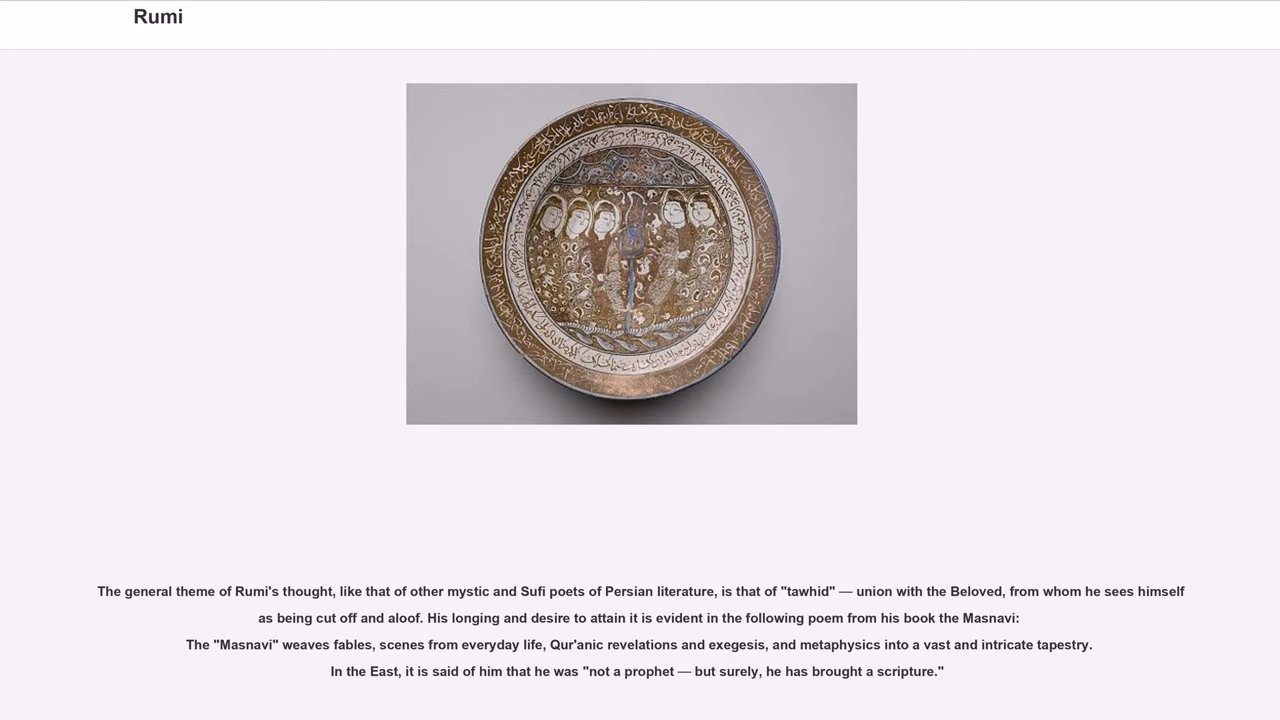 Rumi
The general theme of Rumi's thought, like that of other mystic and Sufi poets of Persian literature, is that of "tawhid" — union with the Beloved, from whom he sees himself
as being cut off and aloof. His longing and desire to attain it is evident in the following poem from his book the Masnavi:
The "Masnavi" weaves fables, scenes from everyday life, Qur'anic revelations and exegesis, and metaphysics into a vast and intricate tapestry.
In the East, it is said of him that he was "not a prophet — but surely, he has brought a scripture."